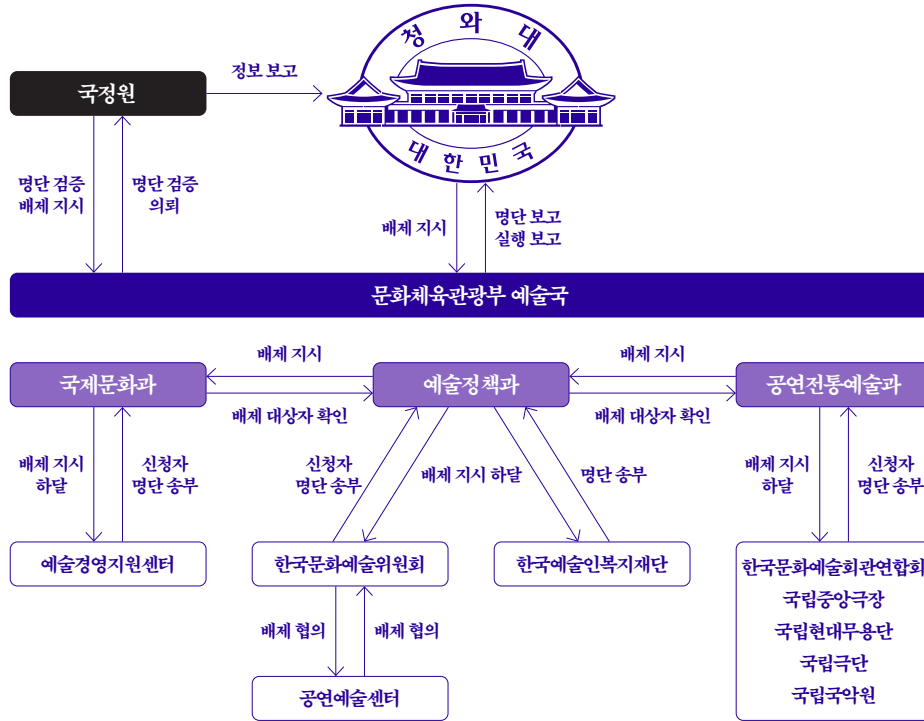 청와대
정보 보고
국정원
대한민국
명단 검증
배제 지시
명단 검증
의뢰
배제 지시
명단 보고
실행 보고
문화체육관광부 예술국
배제 지시
배제 지시
국제문화과
예술정책과
공연전통예술과
배제 대상자 확인
배제 대상자 확인
배제 지시
하달
신청자
명단 송부
신청자
명단 송부
배제 지시 하달
명단 송부
배제 지시
하달
신청자
명단 송부
예술경영지원센터
한국문화예술위원회
한국예술인복지재단
한국문화예술회관연합회
국립중앙극장
국립현대무용단
국립극단
국립국악원
배제 협의
배제 협의
공연예술센터